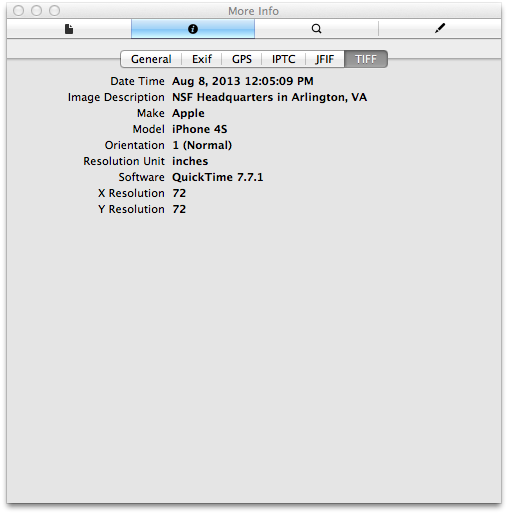 More Info
General Exif GPS IPTC JFIF TIFF
Date Time Aug 8, 2013 12:05:09 PM
Image Description NSF Headquarters in Arlington, VA
Make Apple
Model iPhone 4S
Orientation 1 (Normal)
Resolution Unit inches
Software QuickTime 7.7.1
X Resolution 72
Y Resolution 72